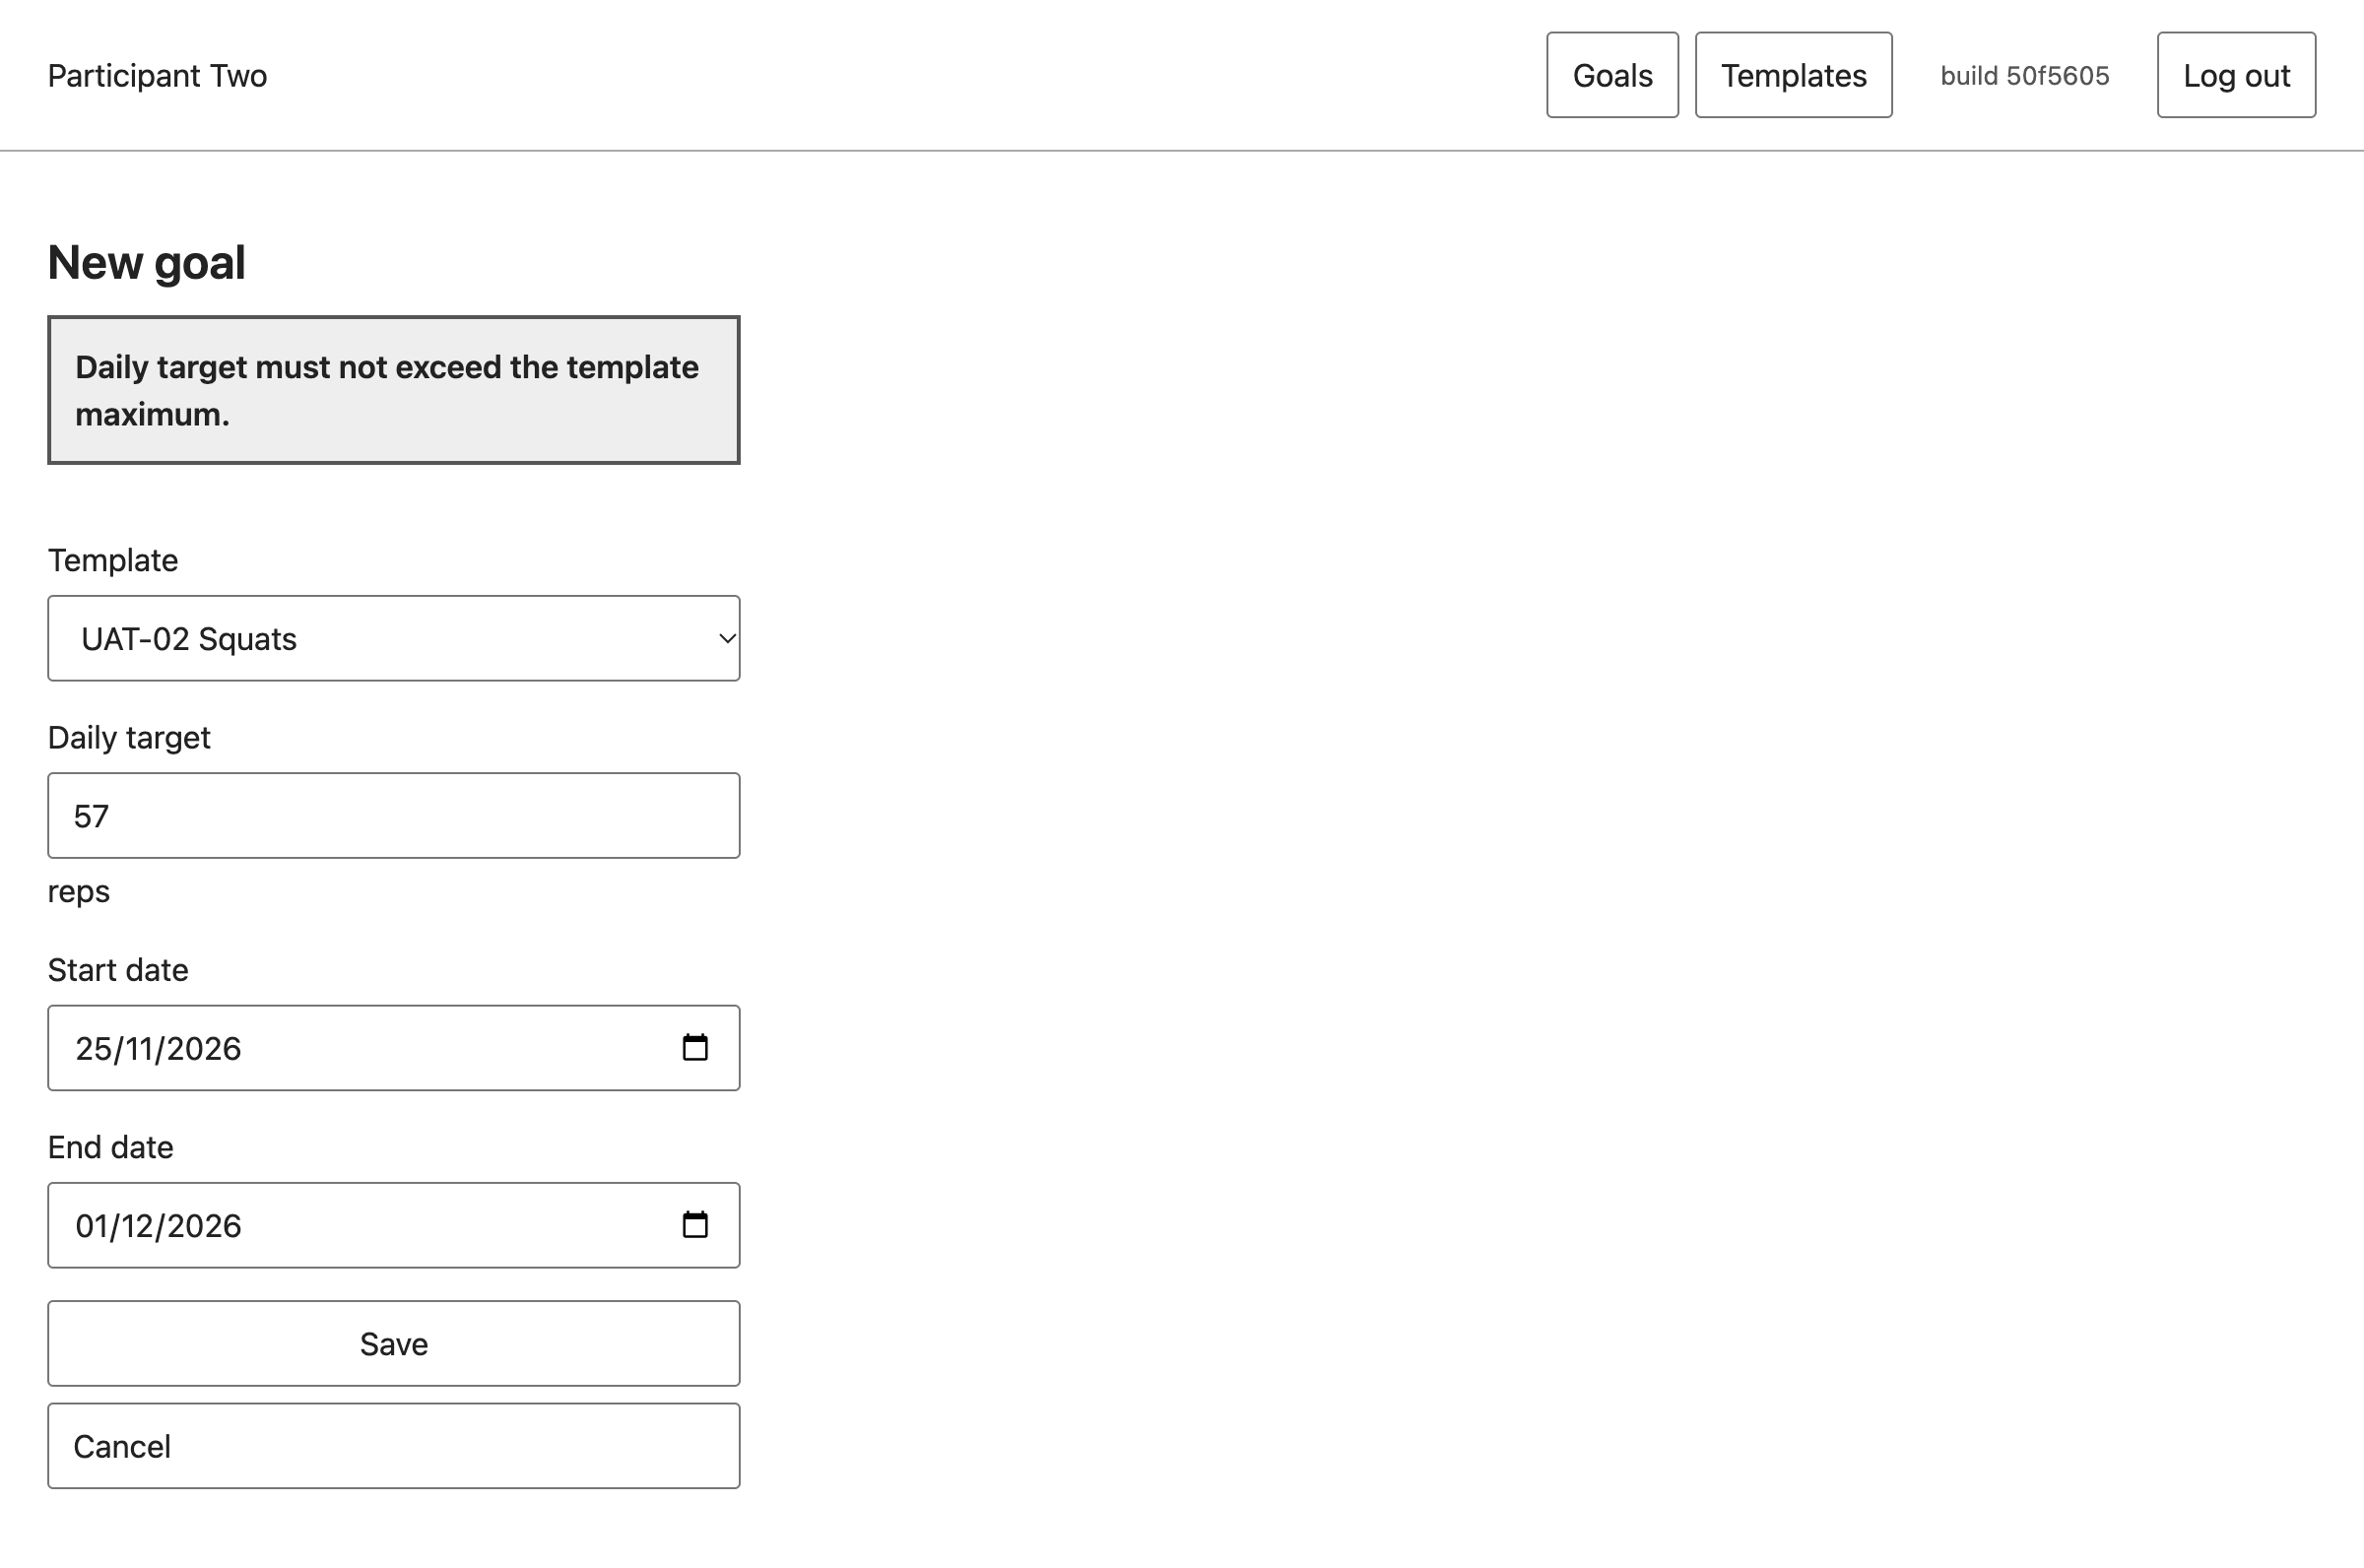 Participant Two
Goals
Templates
build 50f5605
Log out
New goal
Daily target must not exceed the template
maximum.
Template
UAT-02 Squats
Daily target
57
reps
Start date
25/11/2026
End date
01/12/2026
Save
Cancel